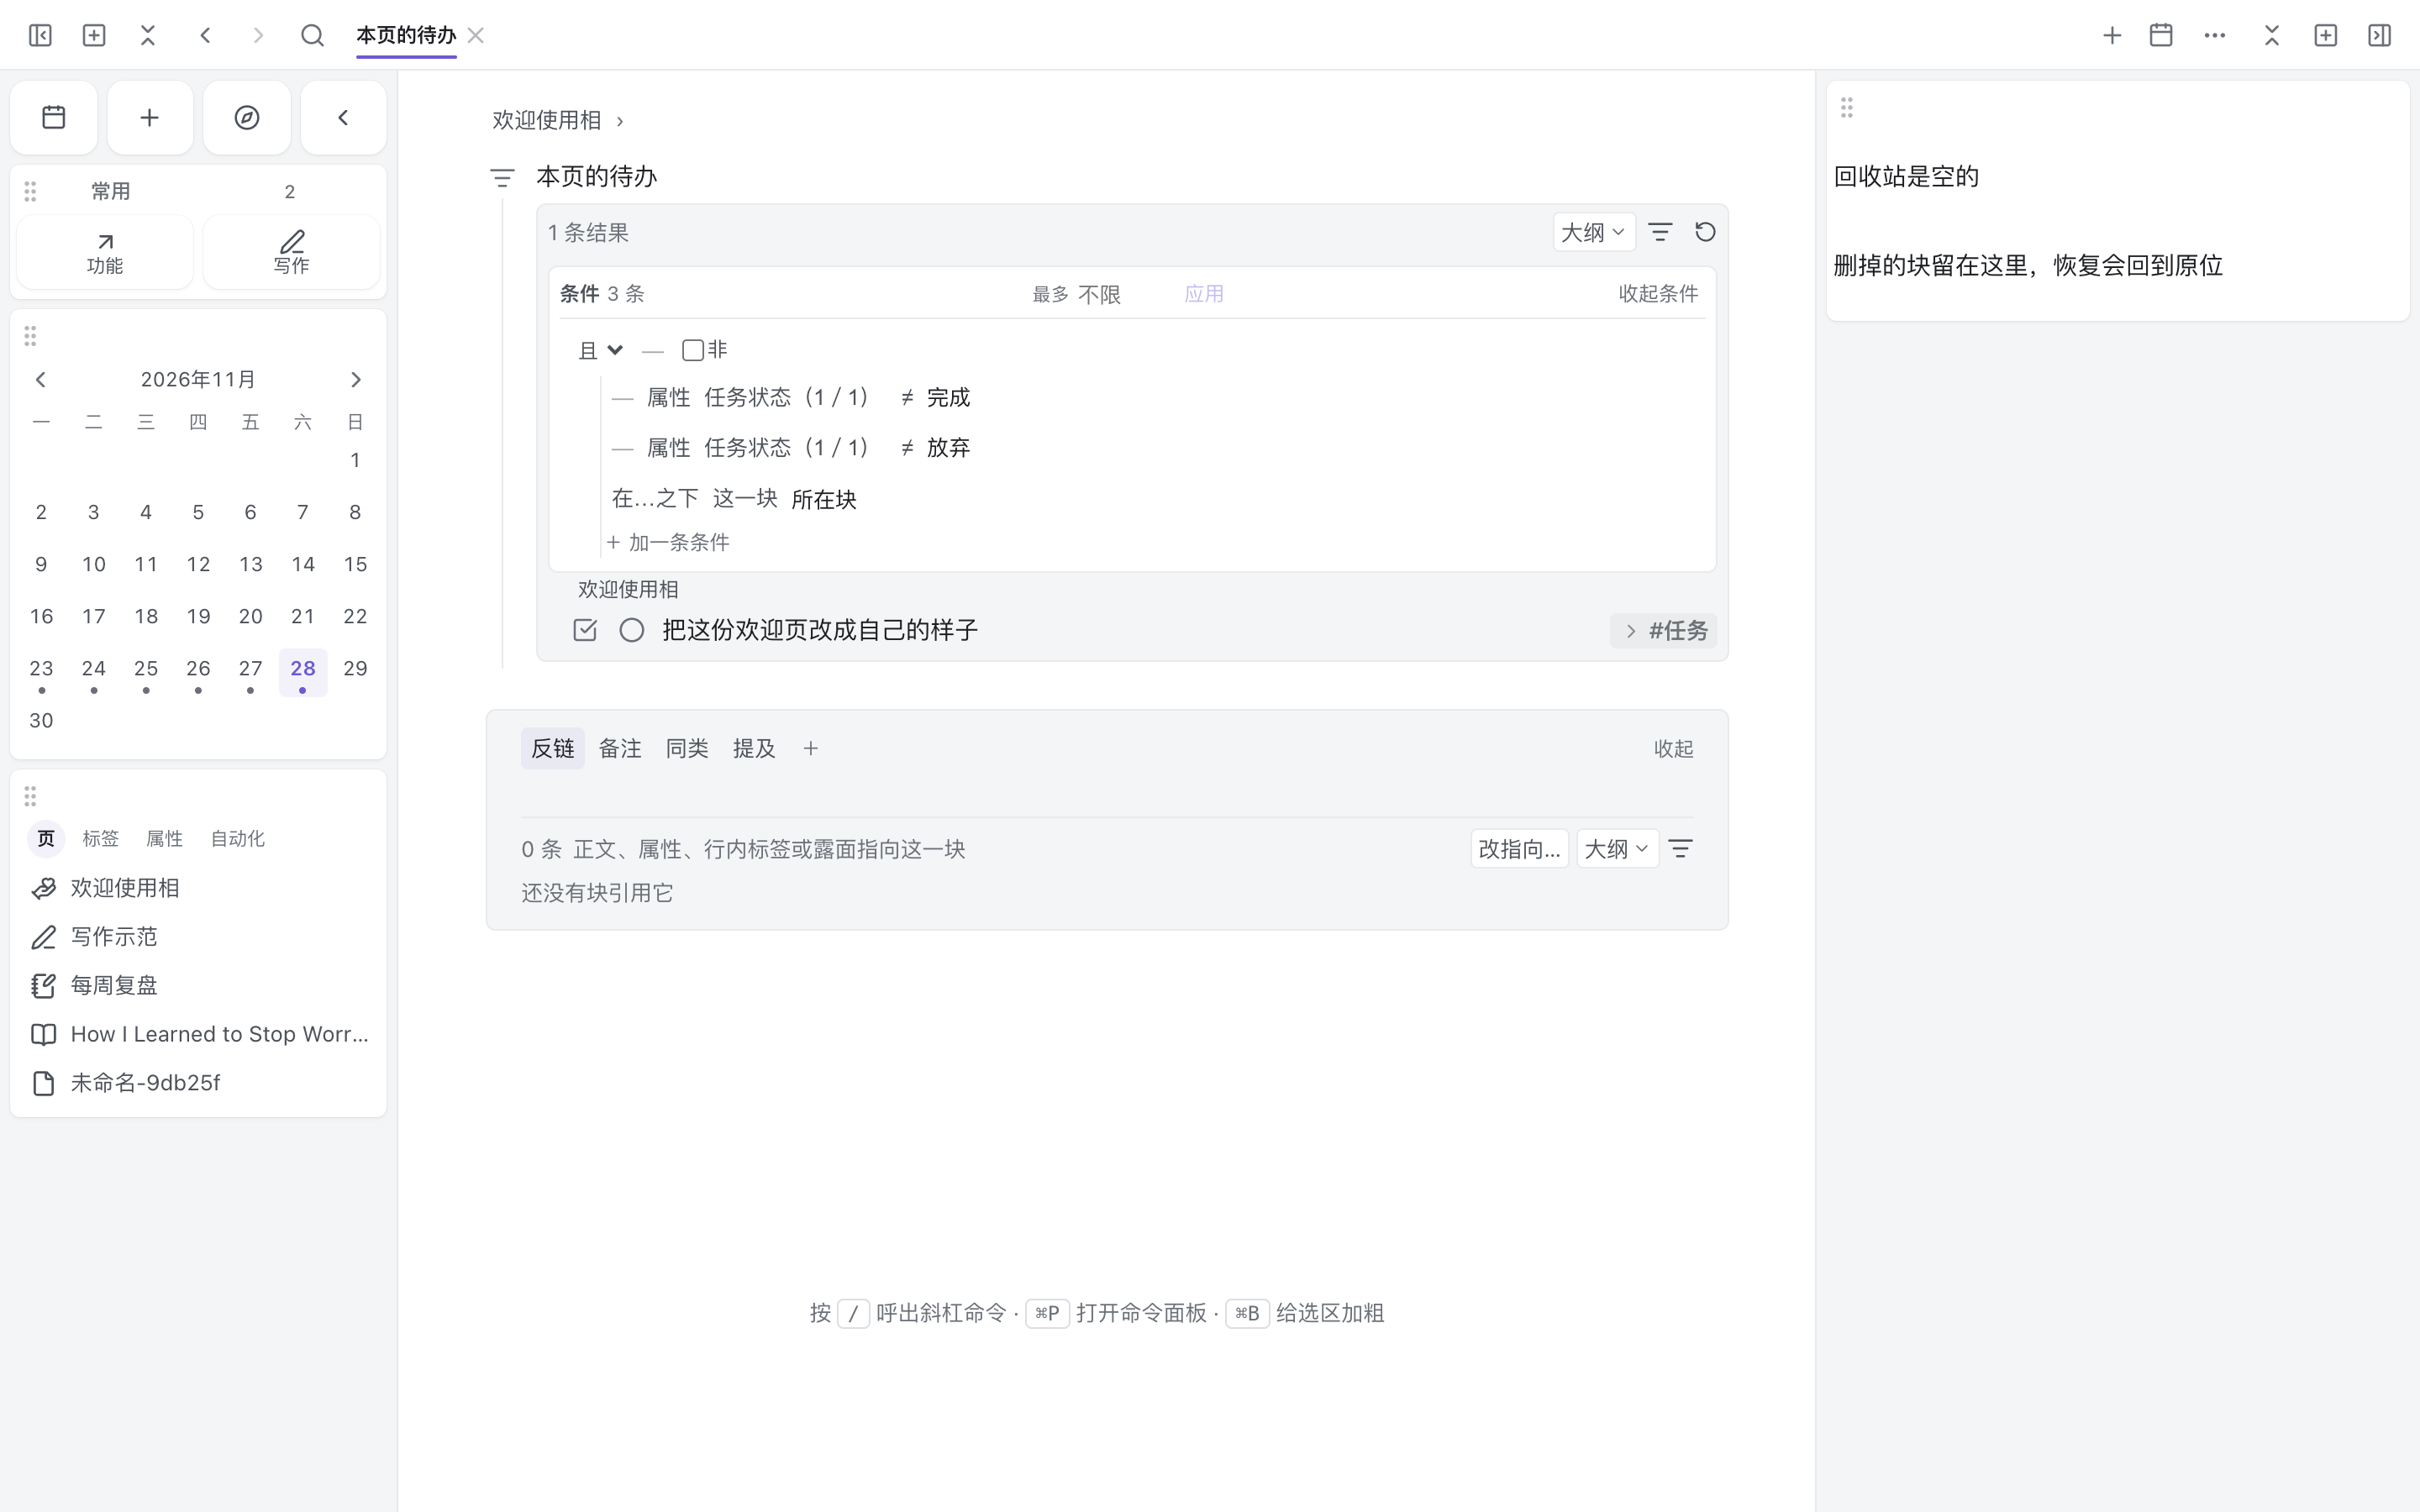 本页的待办
常用 2
功能 写作
2026年11月
一 二 三 四 五 六 日
1
2 3 4 5 6 7 8
9 10 11 12 13 14 15
16 17 18 19 20 21 22
23 24 25 26 27 28 29
30
页 标签 属性 自动化
欢迎使用相
写作示范
每周复盘
How I Learned to Stop Worr...
未命名-9db25f
欢迎使用相 ›
本页的待办
1 条结果 大纲
条件 3 条 最多 不限 应用 收起条件
且 — 非
— 属性 任务状态（1 / 1） ≠ 完成
— 属性 任务状态（1 / 1） ≠ 放弃
在…之下 这一块 所在块
+ 加一条条件
欢迎使用相
把这份欢迎页改成自己的样子 #任务
反链 备注 同类 提及 + 收起
0 条 正文、属性、行内标签或露面指向这一块 改指向… 大纲
还没有块引用它
按 / 呼出斜杠命令 · ⌘P 打开命令面板 · ⌘B 给选区加粗
回收站是空的
删掉的块留在这里，恢复会回到原位